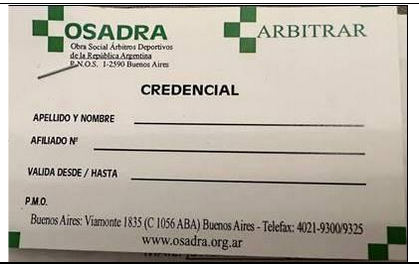 OSADRA
ARBITRAR
Obra Social Árbitros Deportivos
de la República Argentina
R.N.O.S. 1-2590 Buenos Aires
CREDENCIAL
APELLIDO Y NOMBRE
AFILIADO Nº
VALIDA DESDE / HASTA
P.M.O.
Buenos Aires: Viamonte 1835 (C 1056 ABA) Buenos Aires - Telefax: 4021-9300/9325
www.osadra.org.ar